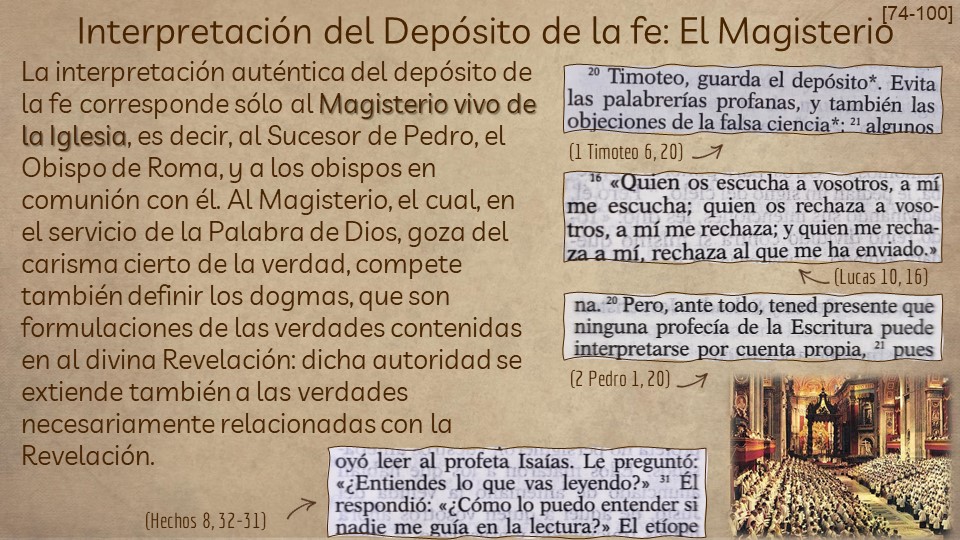 [74-100]
Interpretación del Depósito de la fe: El Magisterio
La interpretación auténtica del depósito de
la fe corresponde sólo al Magisterio vivo de
la Iglesia, es decir, al Sucesor de Pedro, el
Obispo de Roma, y a los obispos en
comunión con él. Al Magisterio, el cual, en
el servicio de la Palabra de Dios, goza del
carisma cierto de la verdad, compete
también definir los dogmas, que son
formulaciones de las verdades contenidas
en al divina Revelación: dicha autoridad se
extiende también a las verdades
necesariamente relacionadas con la
Revelación.
20 Timoteo, guarda el depósito*. Evita
las palabrerías profanas, y también las
objeciones de la falsa ciencia*; 21 algunos
(1 Timoteo 6, 20)
16 «Quien os escucha a vosotros, a mí
me escucha; quien os rechaza a voso-
tros, a mí me rechaza; y quien me recha-
za a mí, rechaza al que me ha enviado.»
(Lucas 10, 16)
na. 20 Pero, ante todo, tened presente que
ninguna profecía de la Escritura puede
interpretarse por cuenta propia, 21 pues
(2 Pedro 1, 20)
oyó leer al profeta Isaías. Le preguntó:
«¿Entiendes lo que vas leyendo?» 31 Él
respondió: «¿Cómo lo puedo entender si
nadie me guía en la lectura?» El etíope
(Hechos 8, 32-31)